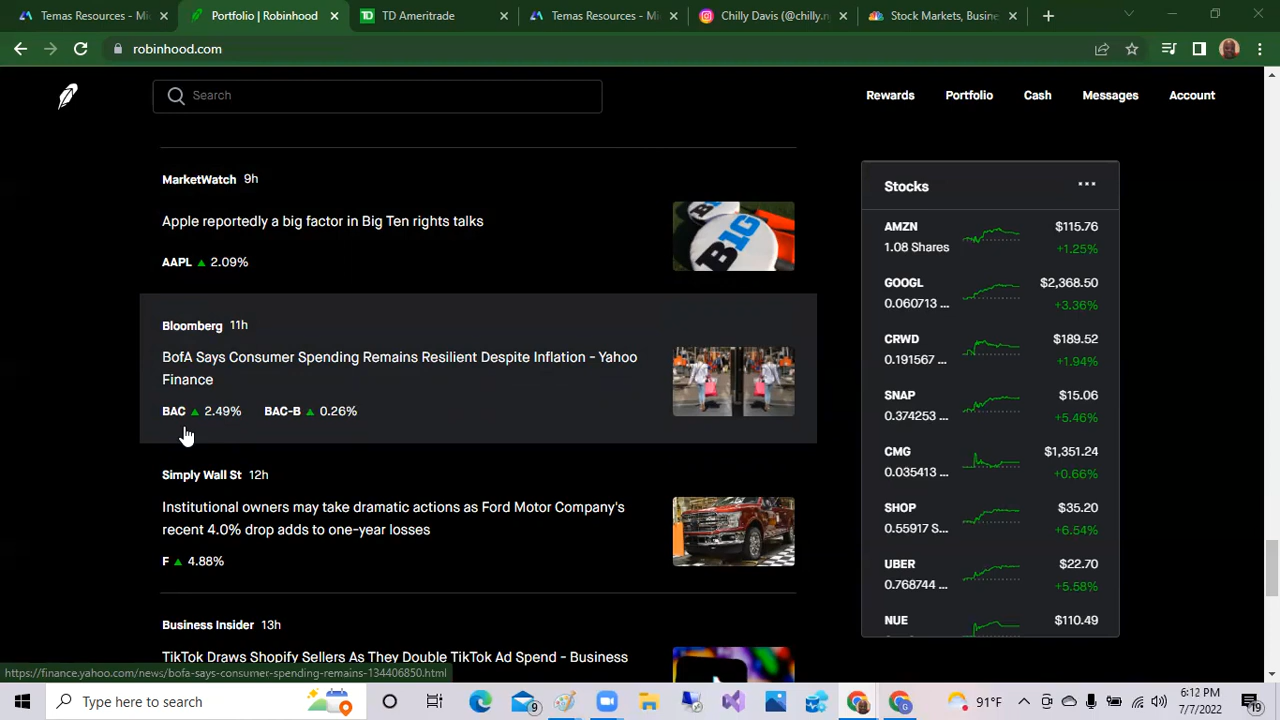 Temas Resources - Mi
Portfolio | Robinhood
TD Ameritrade
Temas Resources - Mi
Chilly Davis (@chilly.n
Stock Markets, Busine
robinhood.com
Search
Rewards
Portfolio
Cash
Messages
Account
MarketWatch 9h
Apple reportedly a big factor in Big Ten rights talks
AAPL 2.09%
BIG
Bloomberg 11h
BofA Says Consumer Spending Remains Resilient Despite Inflation - Yahoo
Finance
BAC 2.49% BAC-B 0.26%
Simply Wall St 12h
Institutional owners may take dramatic actions as Ford Motor Company's
recent 4.0% drop adds to one-year losses
F 4.88%
Business Insider 13h
TikTok Draws Shopify Sellers As They Double TikTok Ad Spend - Business
Stocks
AMZN $115.76
1.08 Shares +1.25%
GOOGL $2,368.50
0.060713 ... +3.36%
CRWD $189.52
0.191567 ... +1.94%
SNAP $15.06
0.374253 ... +5.46%
CMG $1,351.24
0.035413 ... +0.66%
SHOP $35.20
0.55917 S... +6.54%
UBER $22.70
0.768744 ... +5.58%
NUE $110.49
https://finance.yahoo.com/news/bofa-says-consumer-spending-remains-134406850.html
Type here to search
9
G
91°F
6:12 PM
7/7/2022
19